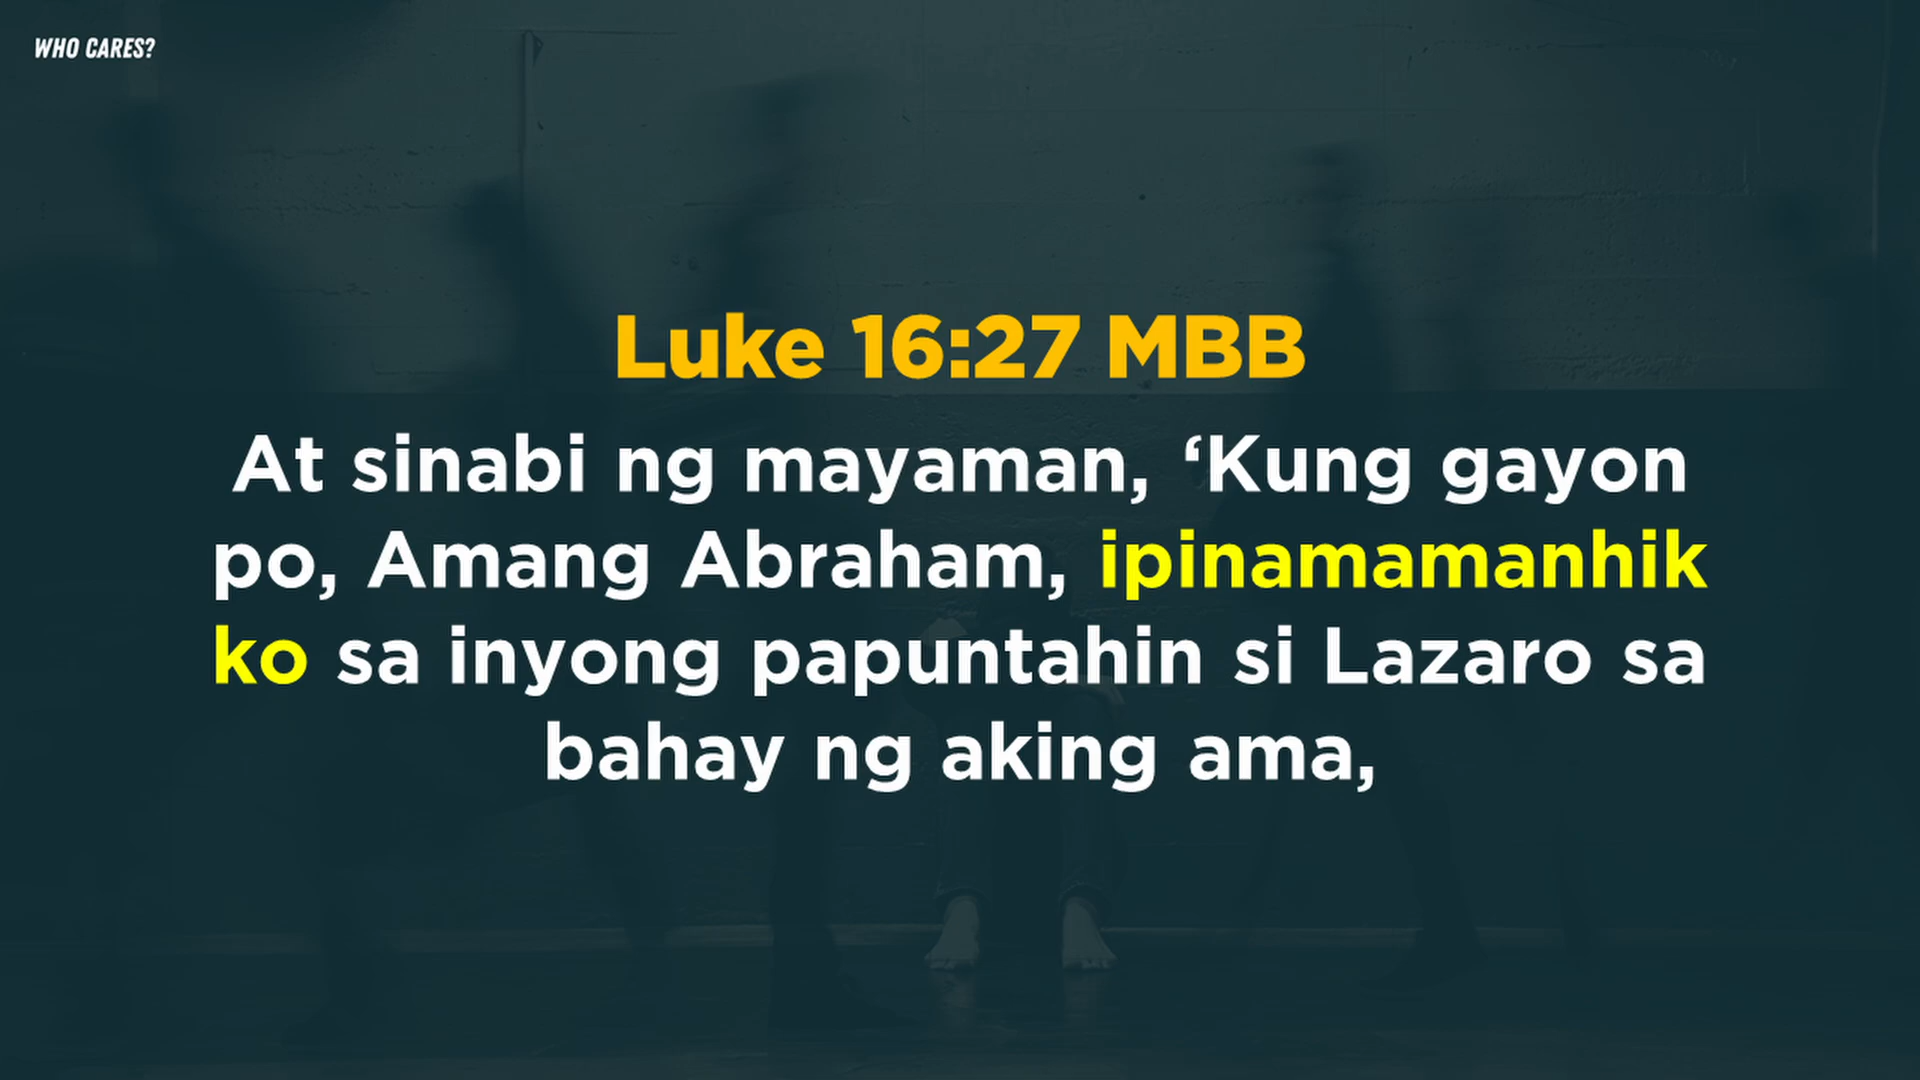 WHO CARES?
Luke 16:27 MBB
At sinabi ng mayaman, ‘Kung gayon
po, Amang Abraham, ipinamamanhik
ko sa inyong papuntahin si Lazaro sa
bahay ng aking ama,